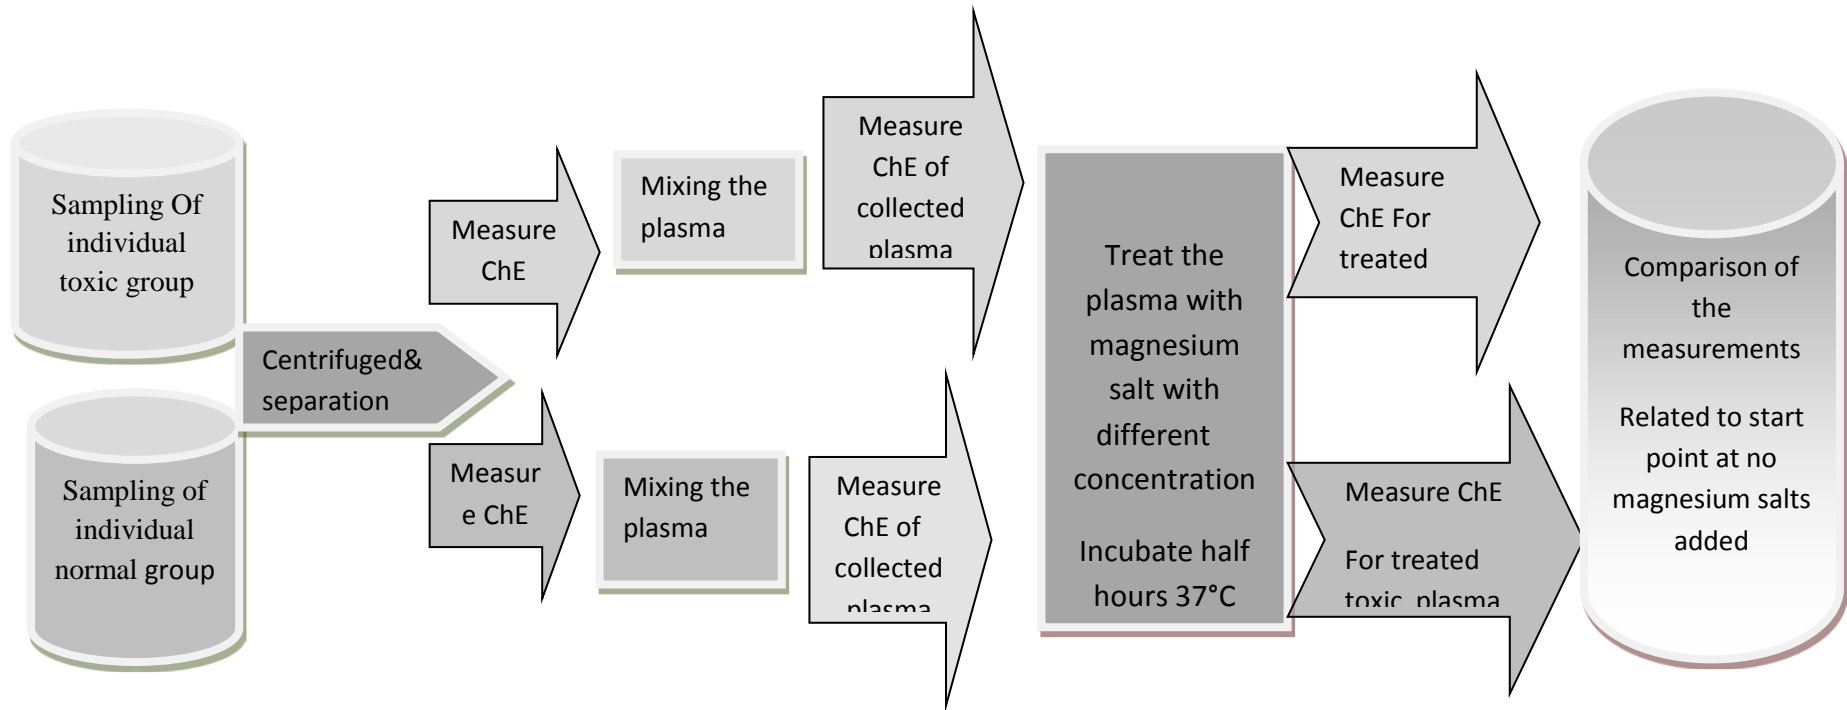 Sampling Of
individual
toxic group
Sampling of
individual
normal group
Centrifuged&
separation
Measure
ChE
Measur
e ChE
Mixing the
plasma
Mixing the
plasma
Measure
ChE of
collected
plasma
Measure
ChE of
collected
plasma
Treat the
plasma with
magnesium
salt with
different
concentration
Incubate half
hours 37°C
Measure
ChE For
treated
Measure ChE
For treated
toxic plasma
Comparison of
the
measurements
Related to start
point at no
magnesium salts
added